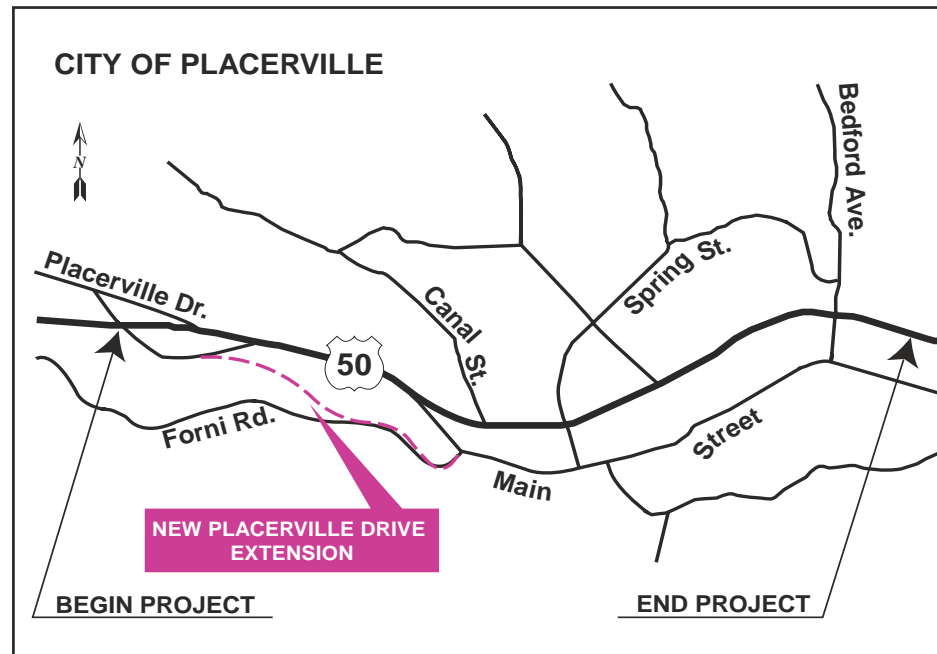 CITY OF PLACERVILLE
N
Bedford Ave.
Placerville Dr.
Spring St.
Canal St.
50
Forni Rd.
Street
Main
NEW PLACERVILLE DRIVE
EXTENSION
BEGIN PROJECT
END PROJECT